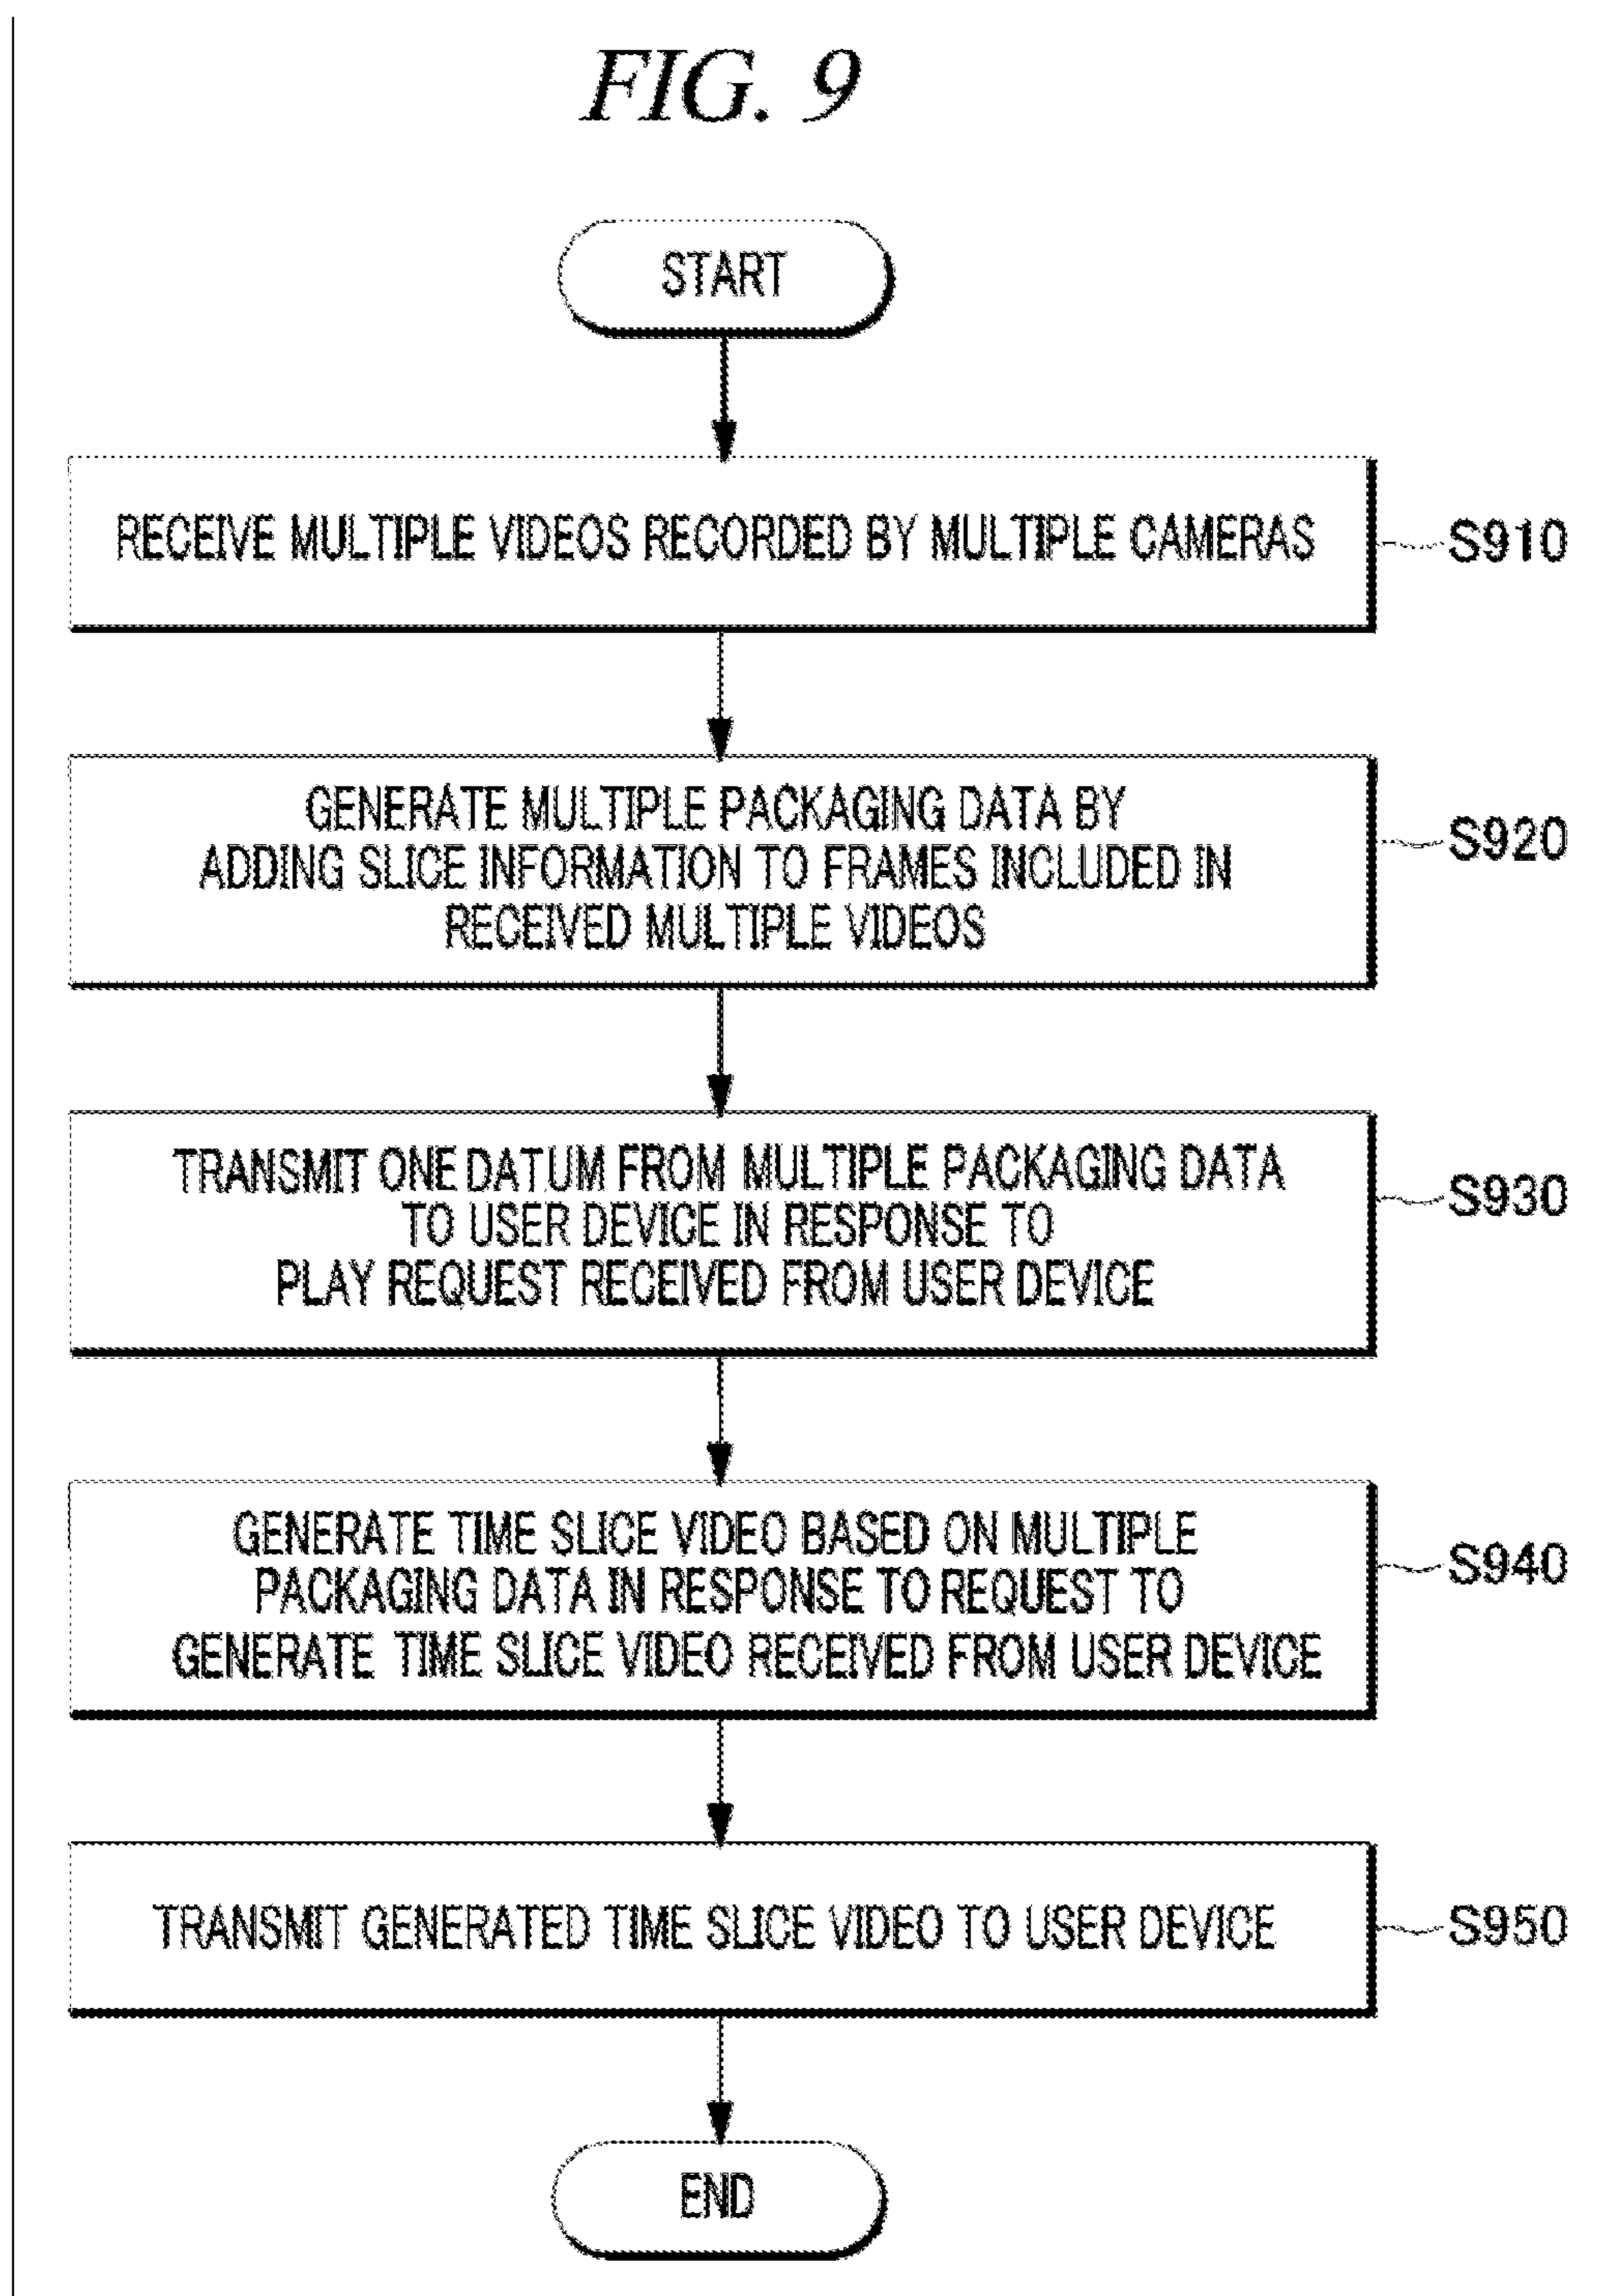 FIG. 9
START
RECEIVE MULTIPLE VIDEOS RECORDED BY MULTIPLE CAMERAS
S910
GENERATE MULTIPLE PACKAGING DATA BY
ADDING SLICE INFORMATION TO FRAMES INCLUDED IN
RECEIVED MULTIPLE VIDEOS
S920
TRANSMIT ONE DATUM FROM MULTIPLE PACKAGING DATA
TO USER DEVICE IN RESPONSE TO
PLAY REQUEST RECEIVED FROM USER DEVICE
S930
GENERATE TIME SLICE VIDEO BASED ON MULTIPLE
PACKAGING DATA IN RESPONSE TO REQUEST TO
GENERATE TIME SLICE VIDEO RECEIVED FROM USER DEVICE
S940
TRANSMIT GENERATED TIME SLICE VIDEO TO USER DEVICE
S950
END